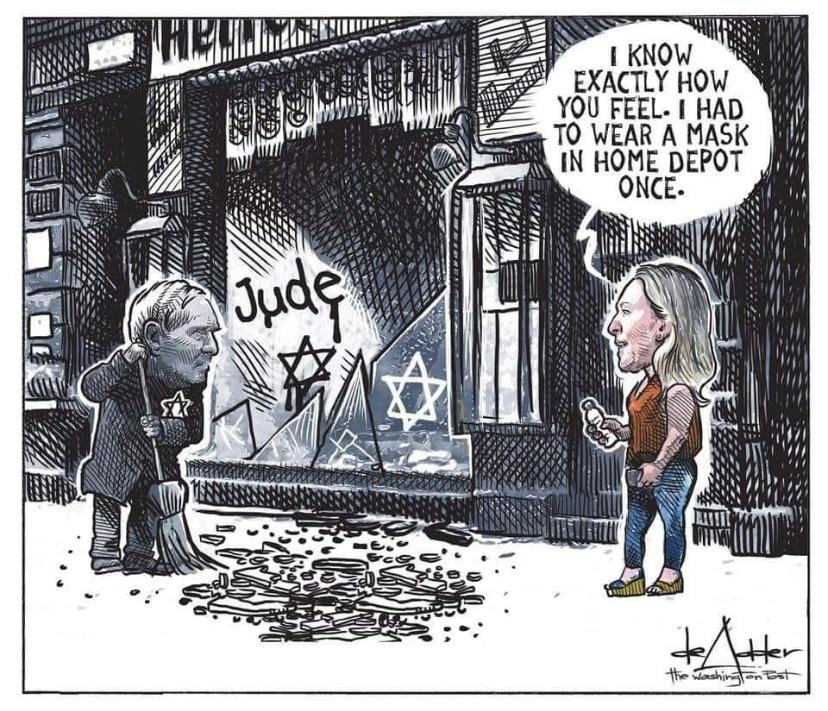 I KNOW
EXACTLY HOW
YOU FEEL. I HAD
TO WEAR A MASK
IN HOME DEPOT
ONCE.
Jude
deAdder
the washington Post